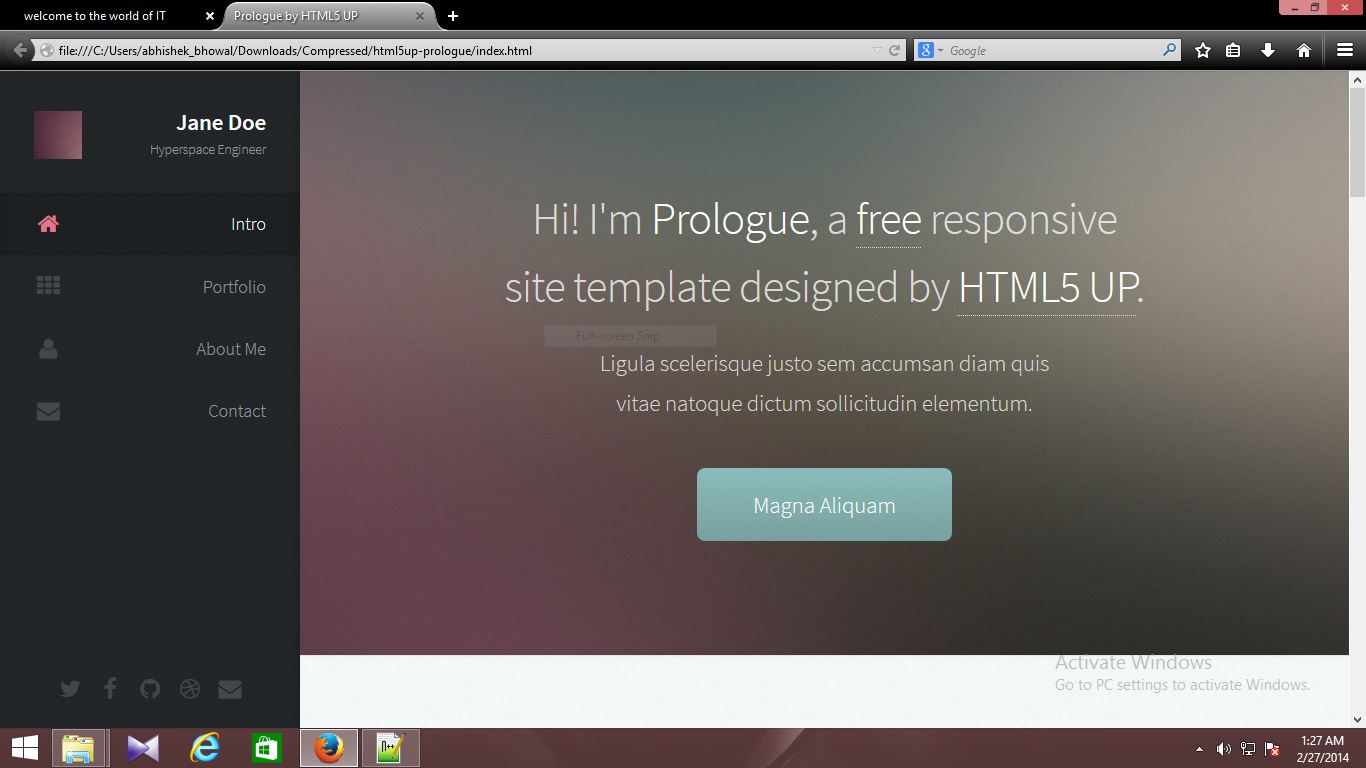 welcome to the world of IT
Prologue by HTML5 UP
file:///C:/Users/abhishek_bhowal/Downloads/Compressed/html5up-prologue/index.html
Google
Jane Doe
Hyperspace Engineer
Intro
Portfolio
About Me
Contact
Hi! I'm Prologue, a free responsive
site template designed by HTML5 UP.
Full-screen Snip
Ligula scelerisque justo sem accumsan diam quis
vitae natoque dictum sollicitudin elementum.
Magna Aliquam
Activate Windows
Go to PC settings to activate Windows.
1:27 AM
2/27/2014